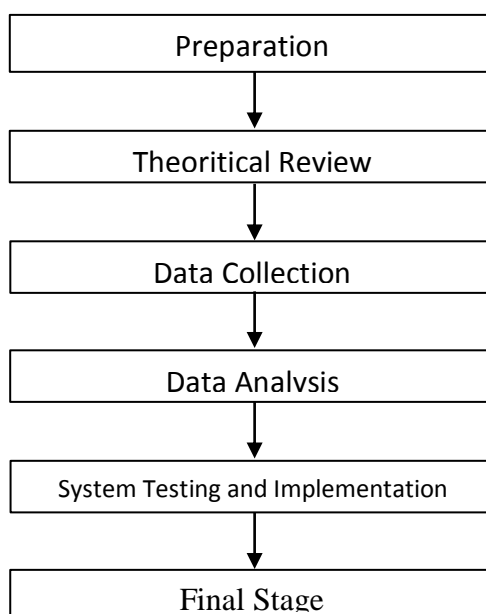 Preparation
Theoritical Review
Data Collection
Data Analysis
System Testing and Implementation
Final Stage